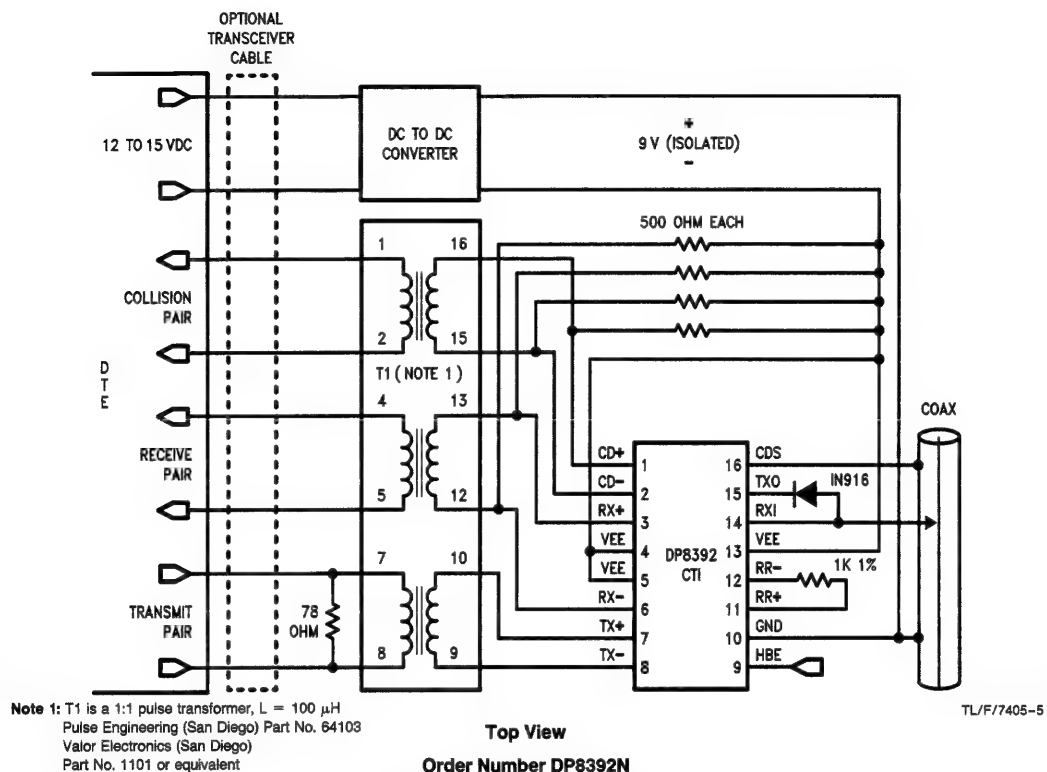 OPTIONAL
TRANSCEIVER
CABLE
12 TO 15 VDC
DC TO DC
CONVERTER
+
9 V (ISOLATED)
−
500 OHM EACH
1
16
COLLISION
PAIR
2
15
T1 ( NOTE 1 )
D
T
E
4
13
RECEIVE
PAIR
5
12
7
10
TRANSMIT
PAIR
78
OHM
8
9
COAX
CD+
1
16
CDS
CD−
2
15
TXO
IN916
RX+
3
14
RXI
VEE
4
DP8392
CTI
13
VEE
1K 1%
VEE
5
12
RR−
RX−
6
11
RR+
TX+
7
10
GND
TX−
8
9
HBE
TL/F/7405–5
Note 1: T1 is a 1:1 pulse transformer, L = 100 μH
Pulse Engineering (San Diego) Part No. 64103
Valor Electronics (San Diego)
Part No. 1101 or equivalent
Top View
Order Number DP8392N